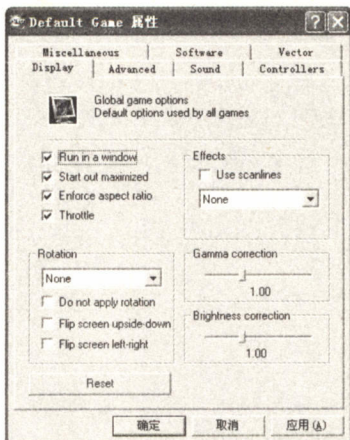 Default Game 属性
Miscellaneous Software Vector
Display Advanced Sound Controllers
Global game options
Default options used by all games
Run in a window
Start out maximized
Enforce aspect ratio
Throttle
Effects
Use scanlines
None
Rotation
None
Do not apply rotation
Flip screen upside-down
Flip screen left-right
Gamma correction
1.00
Brightness correction
1.00
Reset
确定 取消 应用(A)